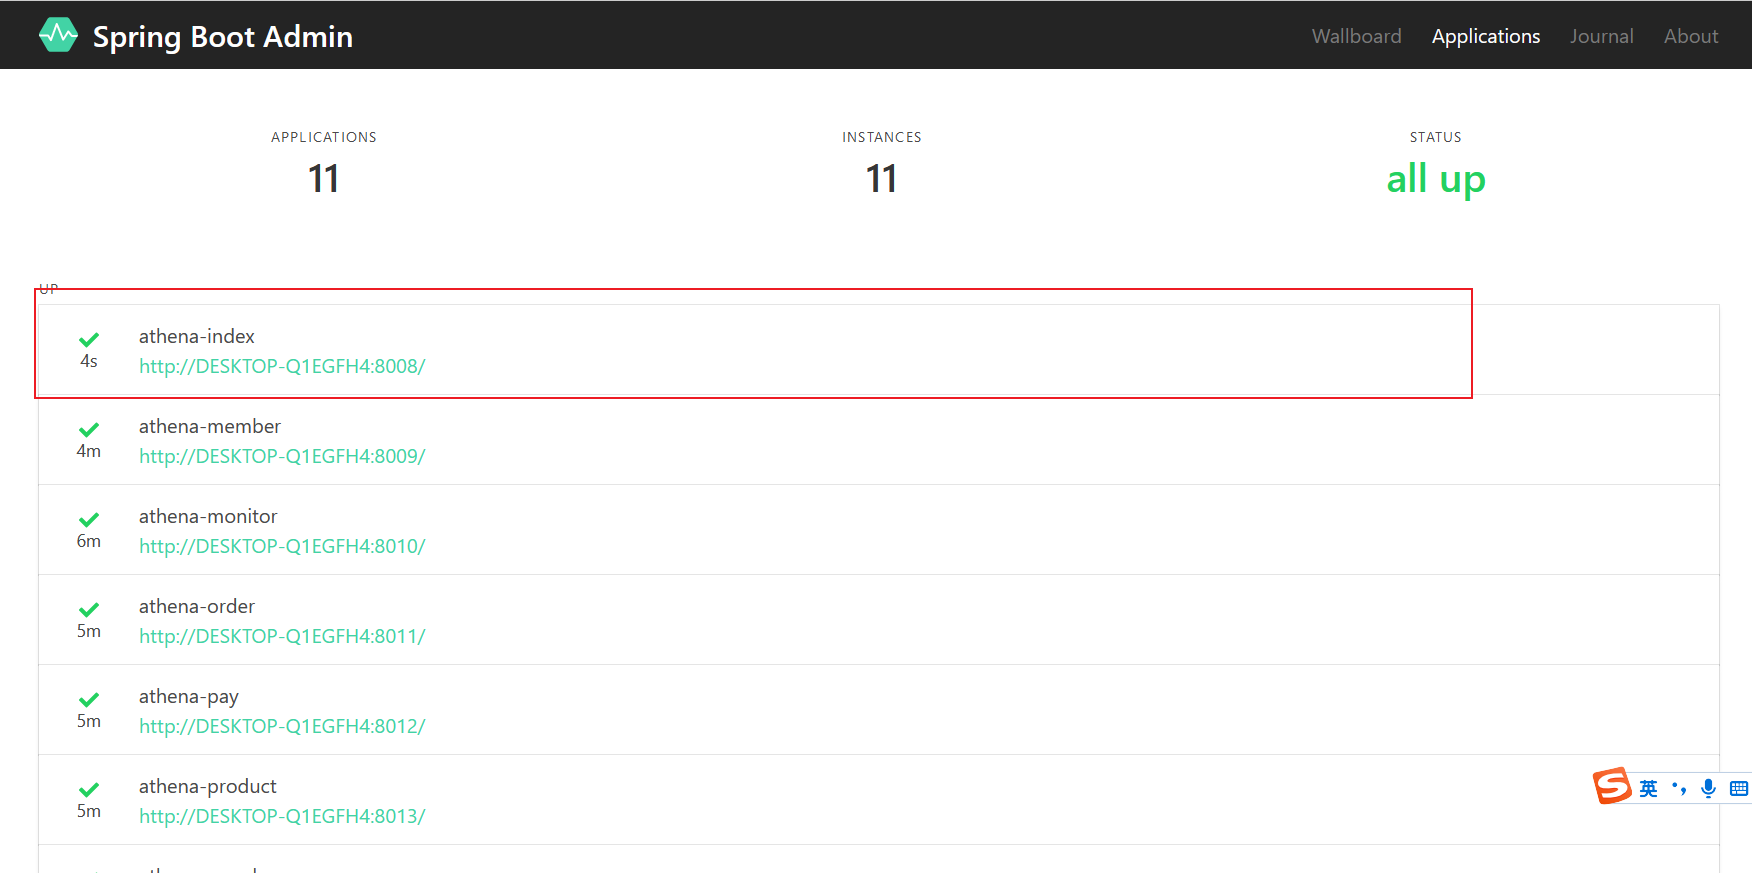 Spring Boot Admin
Wallboard Applications Journal About
APPLICATIONS INSTANCES STATUS
11 11 all up
UP
athena-index
4s http://DESKTOP-Q1EGFH4:8008/
athena-member
4m http://DESKTOP-Q1EGFH4:8009/
athena-monitor
6m http://DESKTOP-Q1EGFH4:8010/
athena-order
5m http://DESKTOP-Q1EGFH4:8011/
athena-pay
5m http://DESKTOP-Q1EGFH4:8012/
athena-product
5m http://DESKTOP-Q1EGFH4:8013/
英